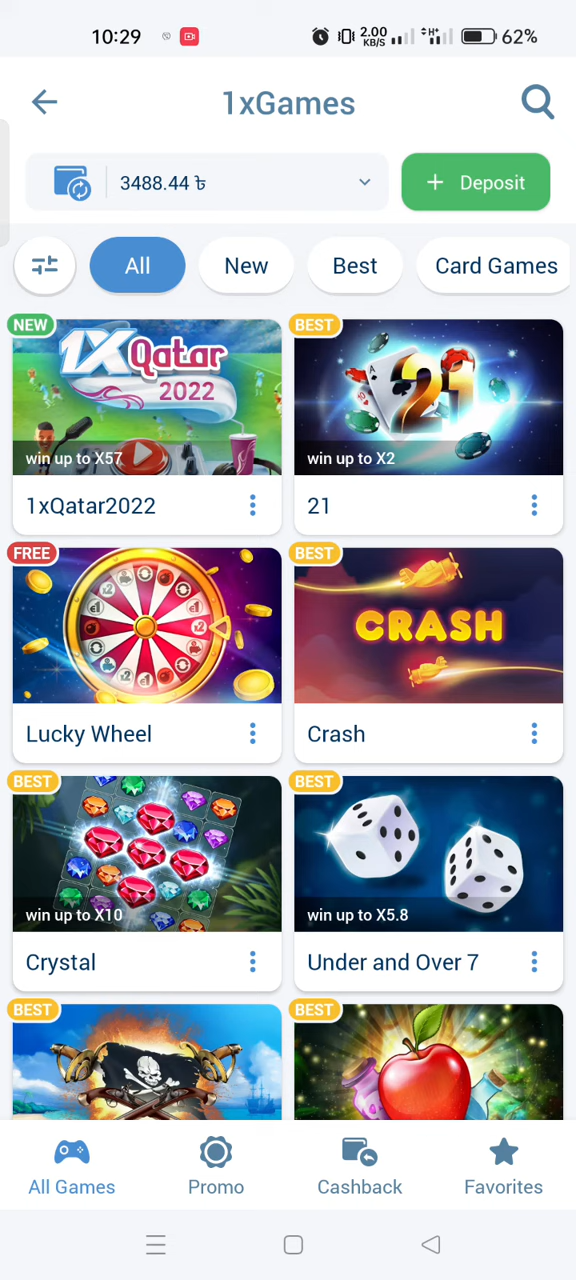 10:29
2.00 KB/S
H+
62%
1xGames
3488.44 ৳
+ Deposit
All
New
Best
Card Games
NEW
1X Qatar
2022
win up to X57
1xQatar2022
BEST
A
21
win up to X2
21
FREE
Lucky Wheel
BEST
CRASH
Crash
BEST
win up to X10
Crystal
BEST
win up to X5.8
Under and Over 7
BEST
BEST
All Games
Promo
Cashback
Favorites